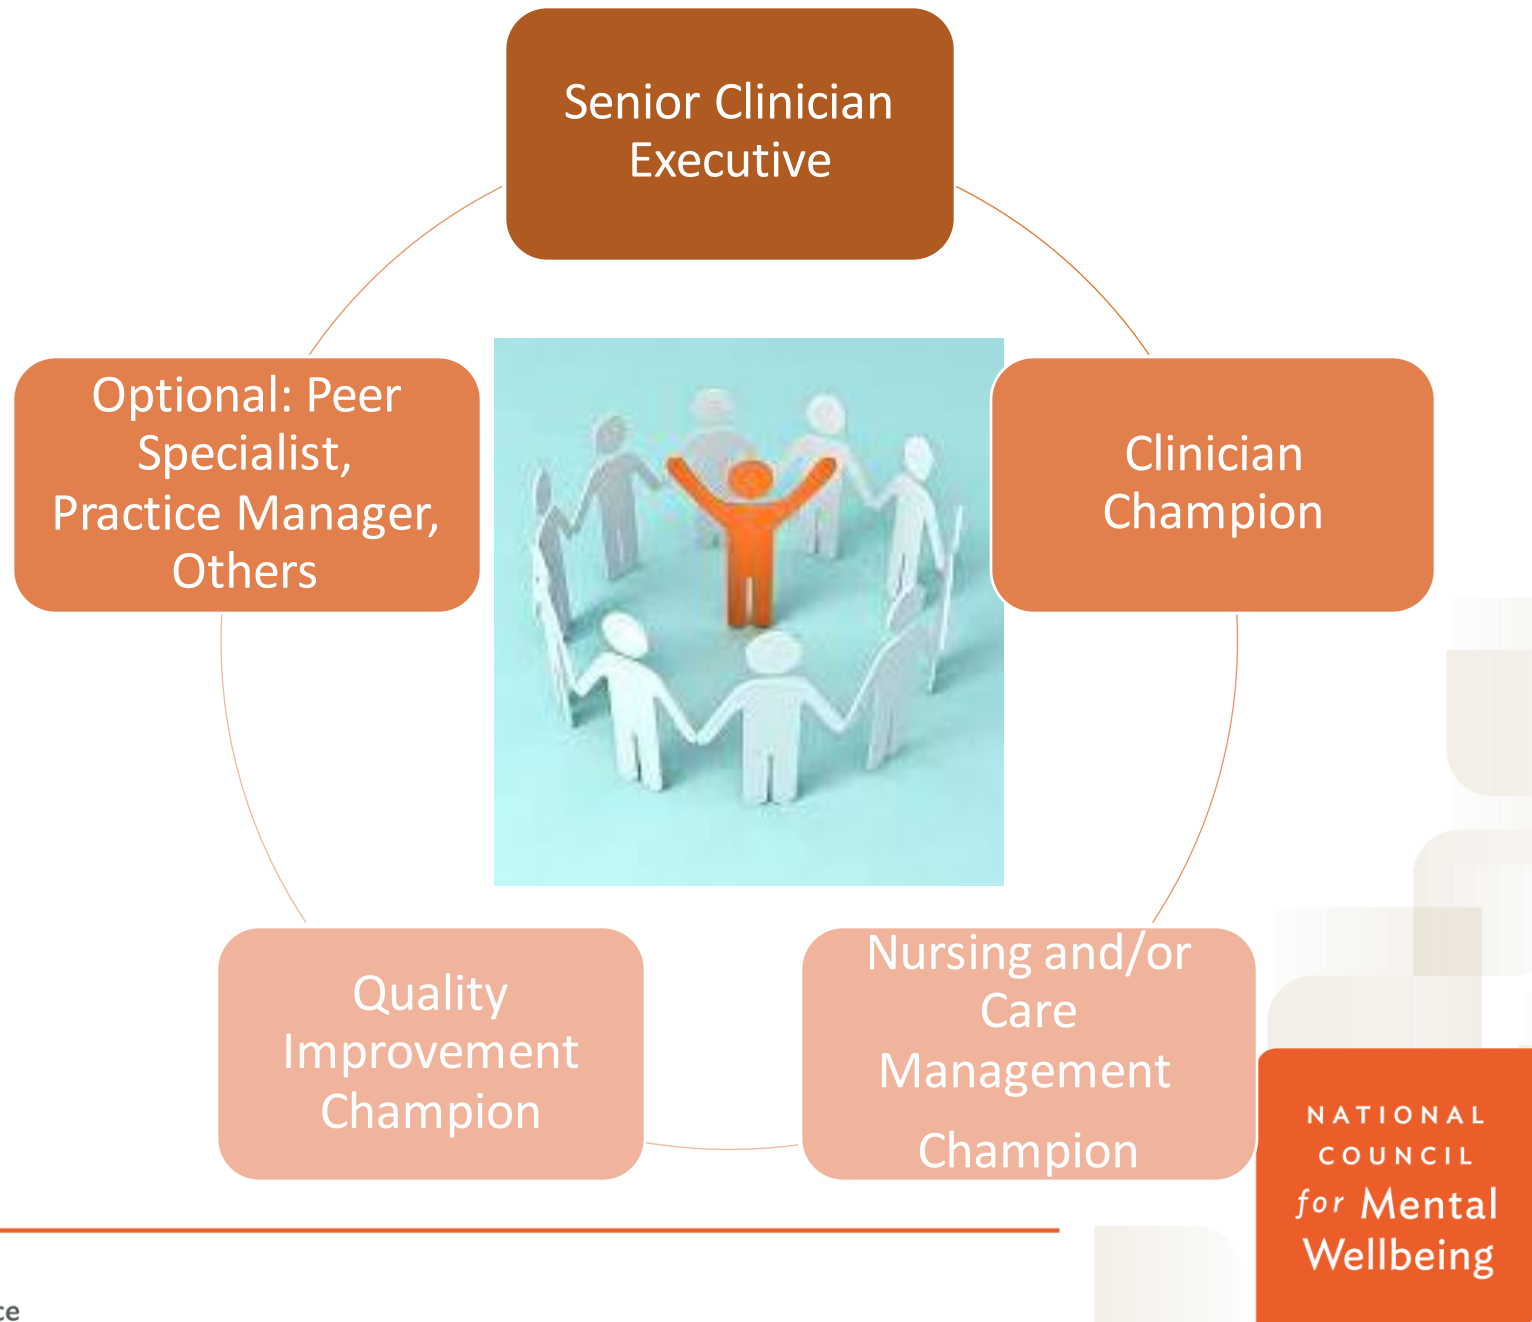 Senior Clinician
Executive
Optional: Peer
Specialist,
Practice Manager,
Others
Clinician
Champion
Quality
Improvement
Champion
Nursing and/or
Care
Management
Champion
NATIONAL
COUNCIL
for Mental
Wellbeing
ce